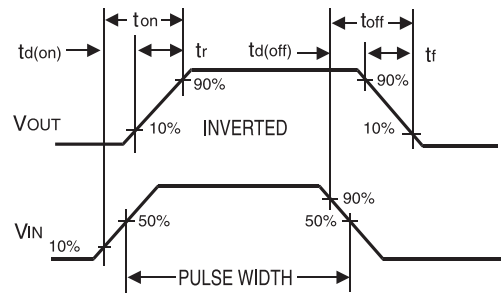 ton
toff
td(on)
tr
td(off)
tf
90%
90%
VOUT
10%
INVERTED
10%
VIN
50%
90%
50%
10%
PULSE WIDTH